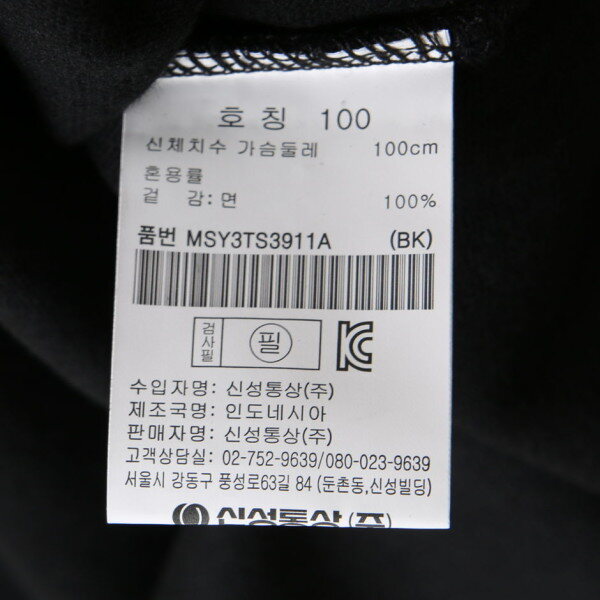 호 칭 100
신체치수 가슴둘레 100cm
혼용률
겉 감:면 100%
품번 MSY3TS3911A (BK)
검사필 필 KC
수입자명: 신성통상(주)
제조국명: 인도네시아
판매자명: 신성통상(주)
고객상담실: 02-752-9639/080-023-9639
서울시 강동구 풍성로63길 84 (둔촌동,신성빌딩)
신성통상(주)